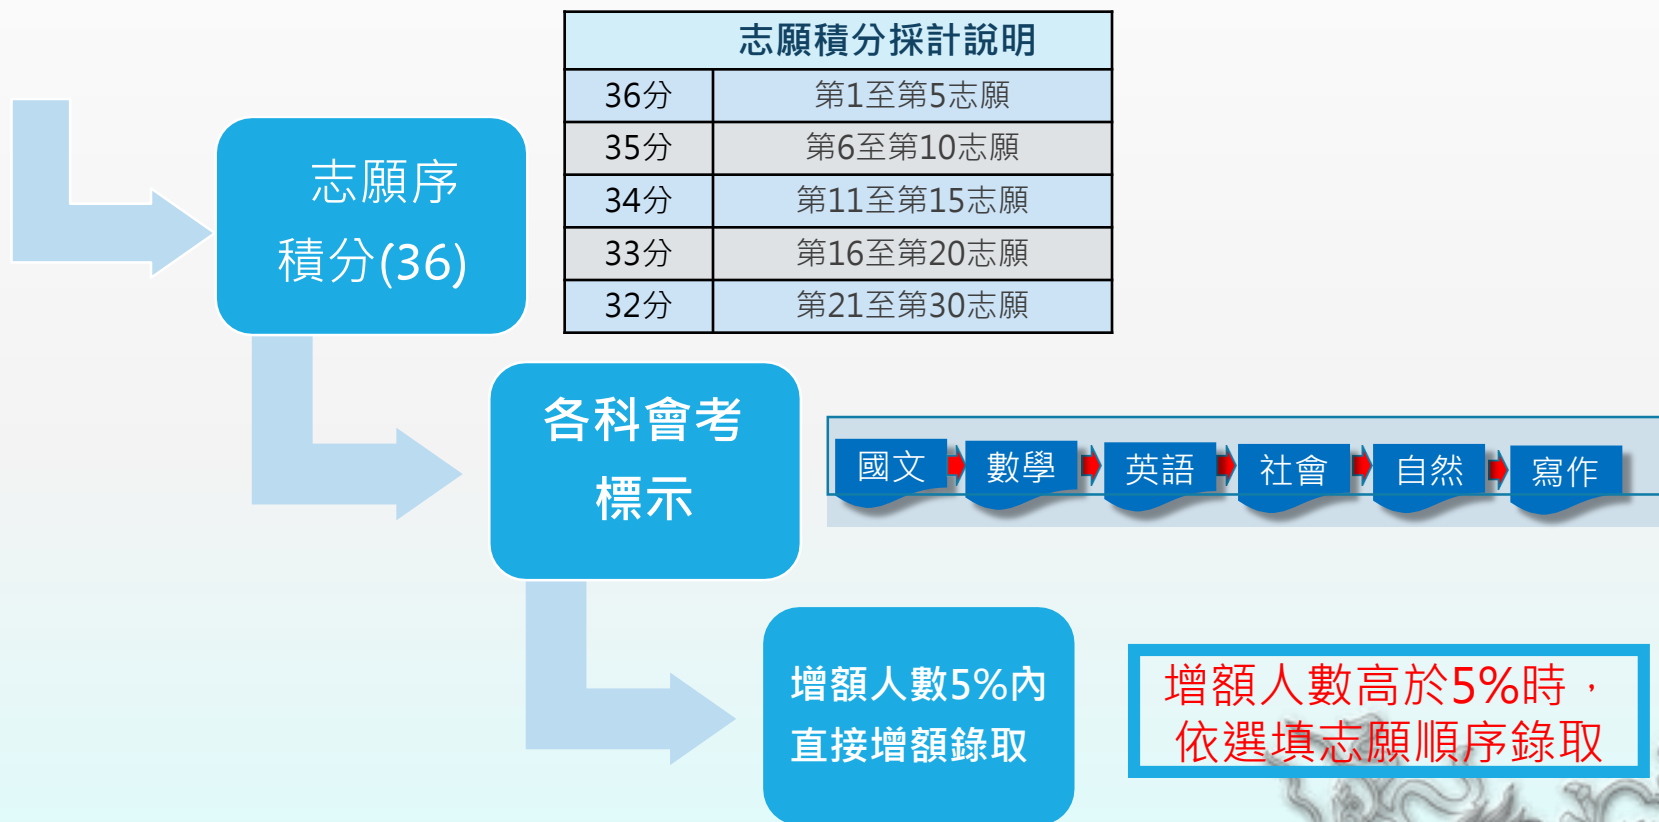 志願積分採計說明
36分 第1至第5志願
35分 第6至第10志願
34分 第11至第15志願
33分 第16至第20志願
32分 第21至第30志願
志願序
積分(36)
各科會考
標示
國文 數學 英語 社會 自然 寫作
增額人數5%內
直接增額錄取
增額人數高於5%時，
依選填志願順序錄取